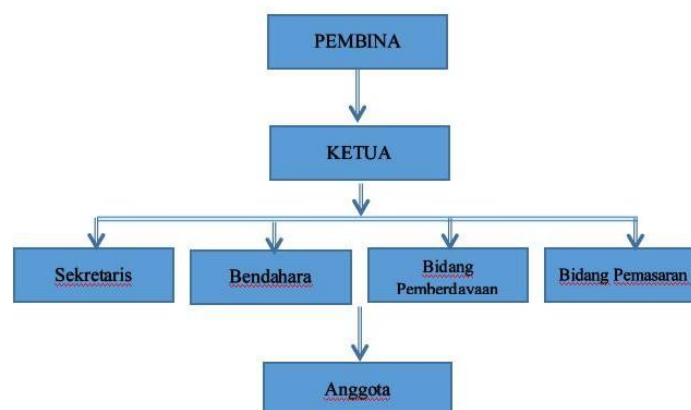 PEMBINA
KETUA
Sekretaris
Bendahara
Bidang
Pemberdayaan
Bidang Pemasaran
Anggota